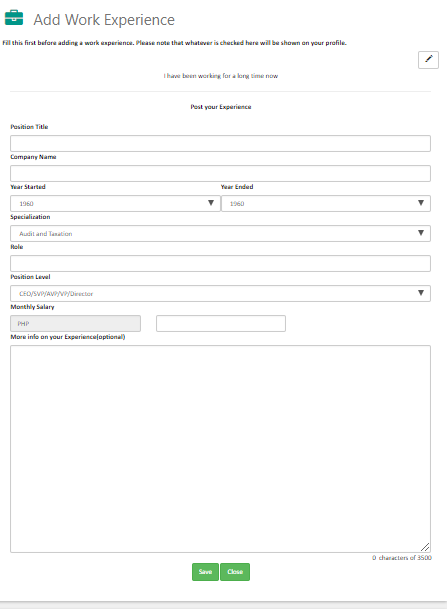 Add Work Experience
Fill this first before adding a work experience. Please note that whatever is checked here will be shown on your profile.
I have been working for a long time now
Post your Experience
Position Title
Company Name
Year Started Year Ended
1960 1960
Specialization
Audit and Taxation
Role
Position Level
CEO/SVP/AVP/VP/Director
Monthly Salary
PHP
More info on your Experience(optional)
0 characters of 3500
Save Close